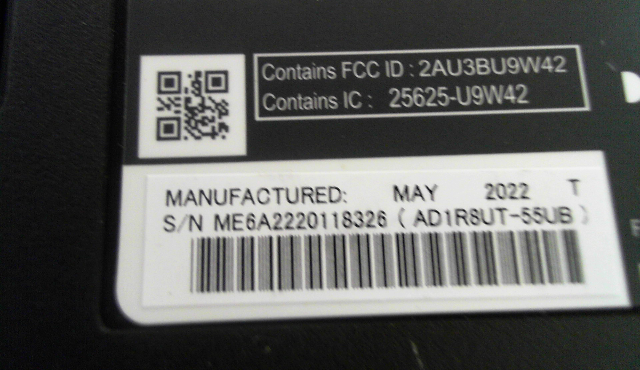 Contains FCC ID : 2AU3BU9W42
Contains IC : 25625-U9W42
MANUFACTURED: MAY 2022 T
S/N ME6A2220118326 ( AD1R8UT-55UB )